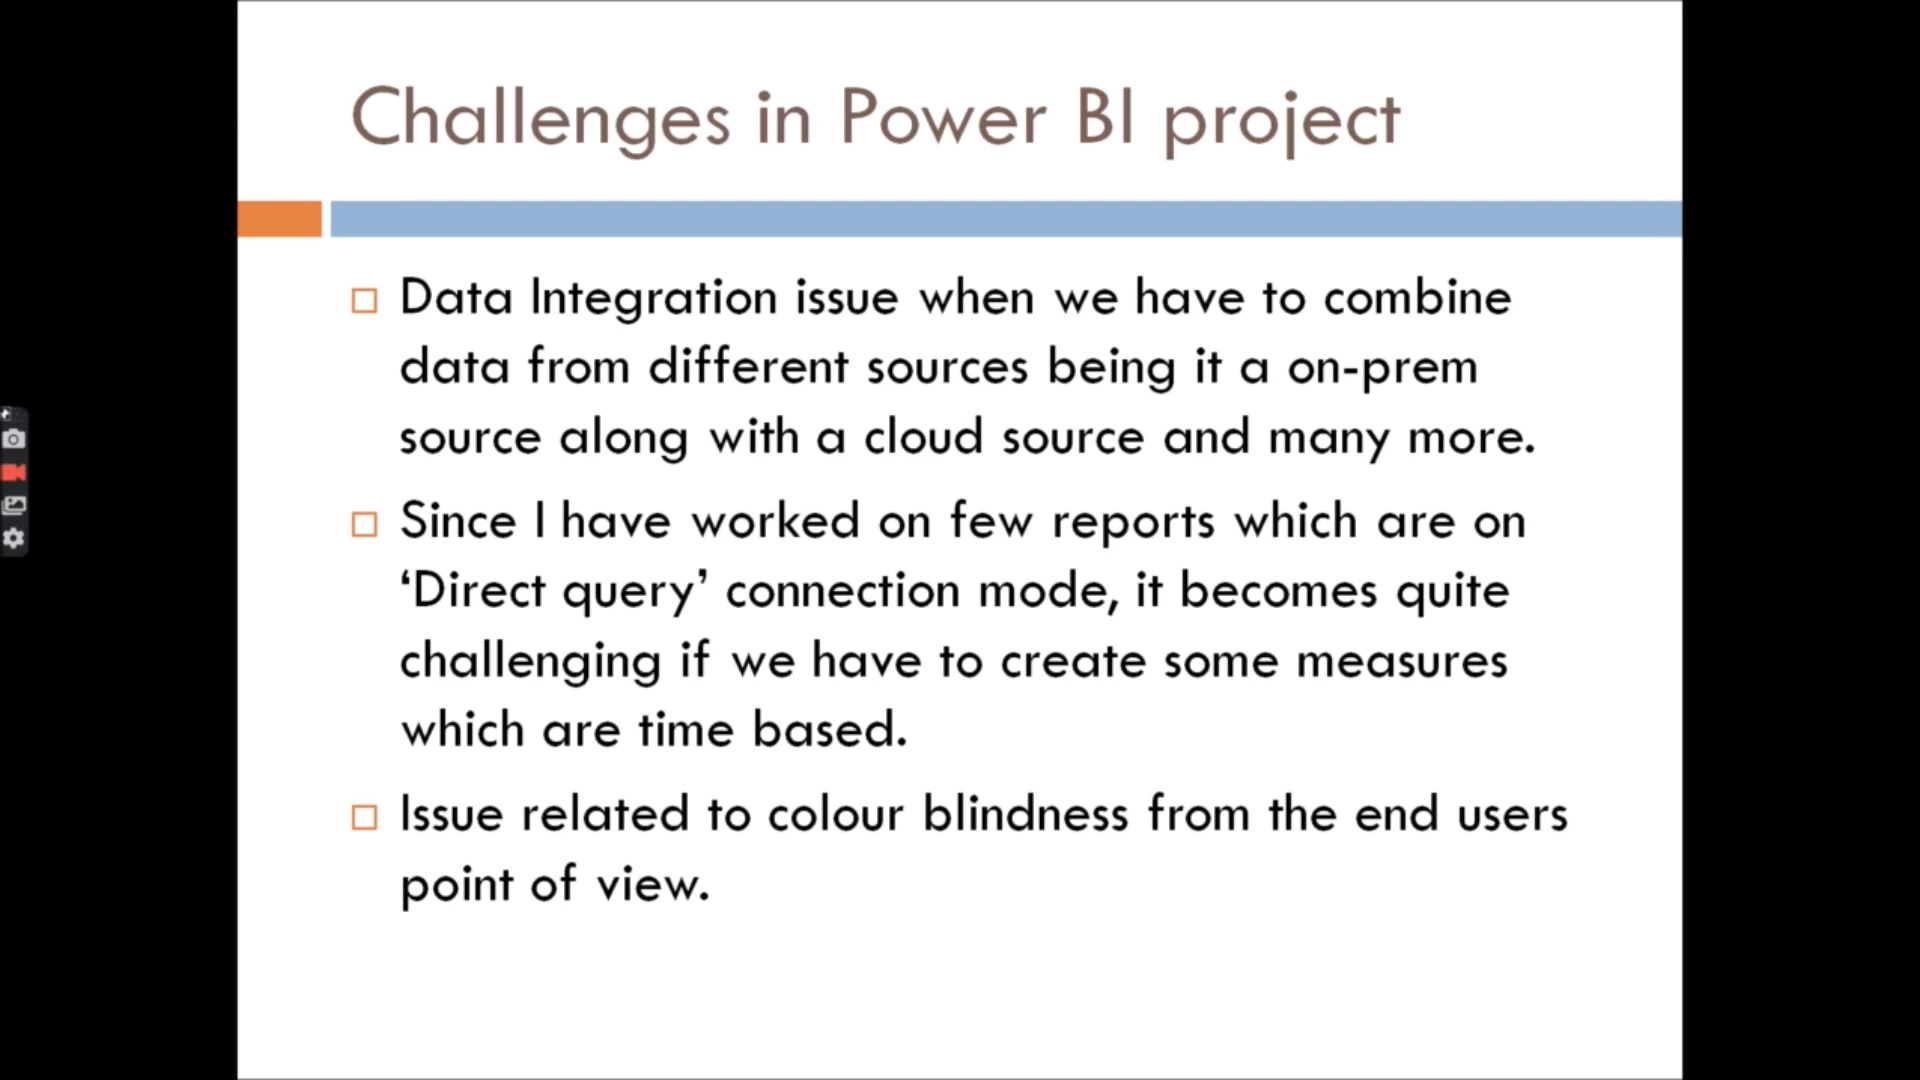 Challenges in Power BI project
Data Integration issue when we have to combine
data from different sources being it a on-prem
source along with a cloud source and many more.
Since I have worked on few reports which are on
‘Direct query’ connection mode, it becomes quite
challenging if we have to create some measures
which are time based.
Issue related to colour blindness from the end users
point of view.